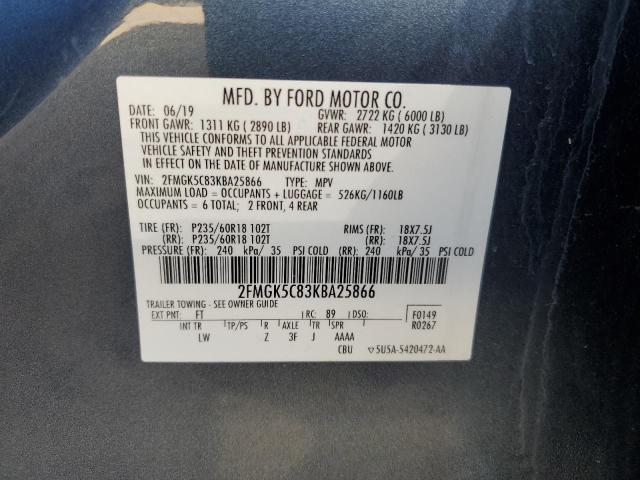 MFD. BY FORD MOTOR CO.
DATE: 06/19 GVWR: 2722 KG ( 6000 LB)
FRONT GAWR: 1311 KG ( 2890 LB) REAR GAWR: 1420 KG ( 3130 LB)
THIS VEHICLE CONFORMS TO ALL APPLICABLE FEDERAL MOTOR
VEHICLE SAFETY AND THEFT PREVENTION STANDARDS
IN EFFECT ON THE DATE OF MANUFACTURE SHOWN ABOVE.
VIN: 2FMGK5C83KBA25866 TYPE: MPV
MAXIMUM LOAD = OCCUPANTS + LUGGAGE = 526KG/1160LB
OCCUPANTS = 6 TOTAL; 2 FRONT, 4 REAR
TIRE (FR): P235/60R18 102T RIMS (FR): 18X7.5J
(RR): P235/60R18 102T (RR): 18X7.5J
PRESSURE (FR): 240 kPa/ 35 PSI COLD (RR): 240 kPa/ 35 PSI COLD
2FMGK5C83KBA25866
TRAILER TOWING - SEE OWNER GUIDE
EXT PNT: FT RC: 89 DSO: F0149
INT TR TP/PS R AXLE TR SPR R0267
LW Z 3F J AAAA
CBU ▽5U5A-5420472-AA